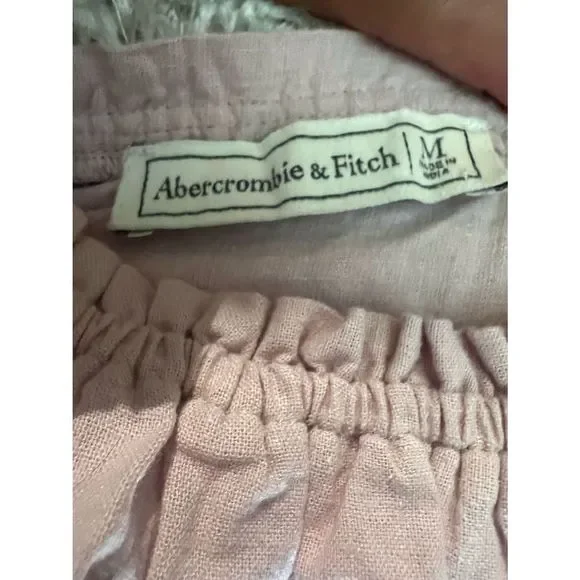 Abercrombie & Fitch
M
MADE IN
INDIA